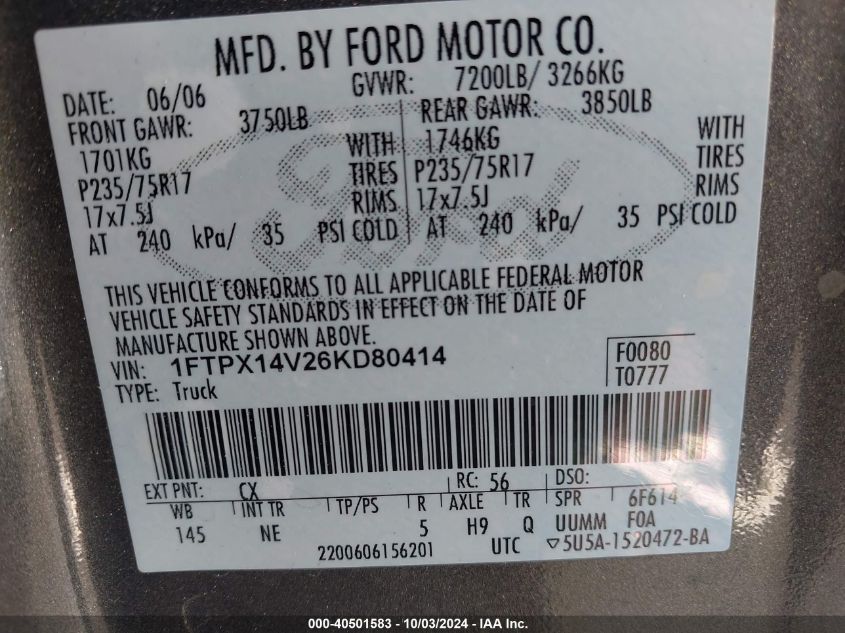 MFD. BY FORD MOTOR CO.
DATE: 06/06 GVWR: 7200LB/ 3266KG
FRONT GAWR: 3750LB REAR GAWR: 3850LB
1701KG WITH 1746KG WITH
P235/75R17 TIRES P235/75R17 TIRES
17x7.5J RIMS 17x7.5J RIMS
AT 240 kPa/ 35 PSI COLD AT 240 kPa/ 35 PSI COLD
Ford
THIS VEHICLE CONFORMS TO ALL APPLICABLE FEDERAL MOTOR
VEHICLE SAFETY STANDARDS IN EFFECT ON THE DATE OF
MANUFACTURE SHOWN ABOVE.
VIN: 1FTPX14V26KD80414 F0080
TYPE: Truck T0777
EXT PNT: CX RC: 56 DSO:
WB INT TR TP/PS R AXLE TR SPR 6F614
145 NE 5 H9 Q UUMM F0A
2200606156201 UTC ▽5U5A-1520472-BA
000-40501583 - 10/03/2024 - IAA Inc.